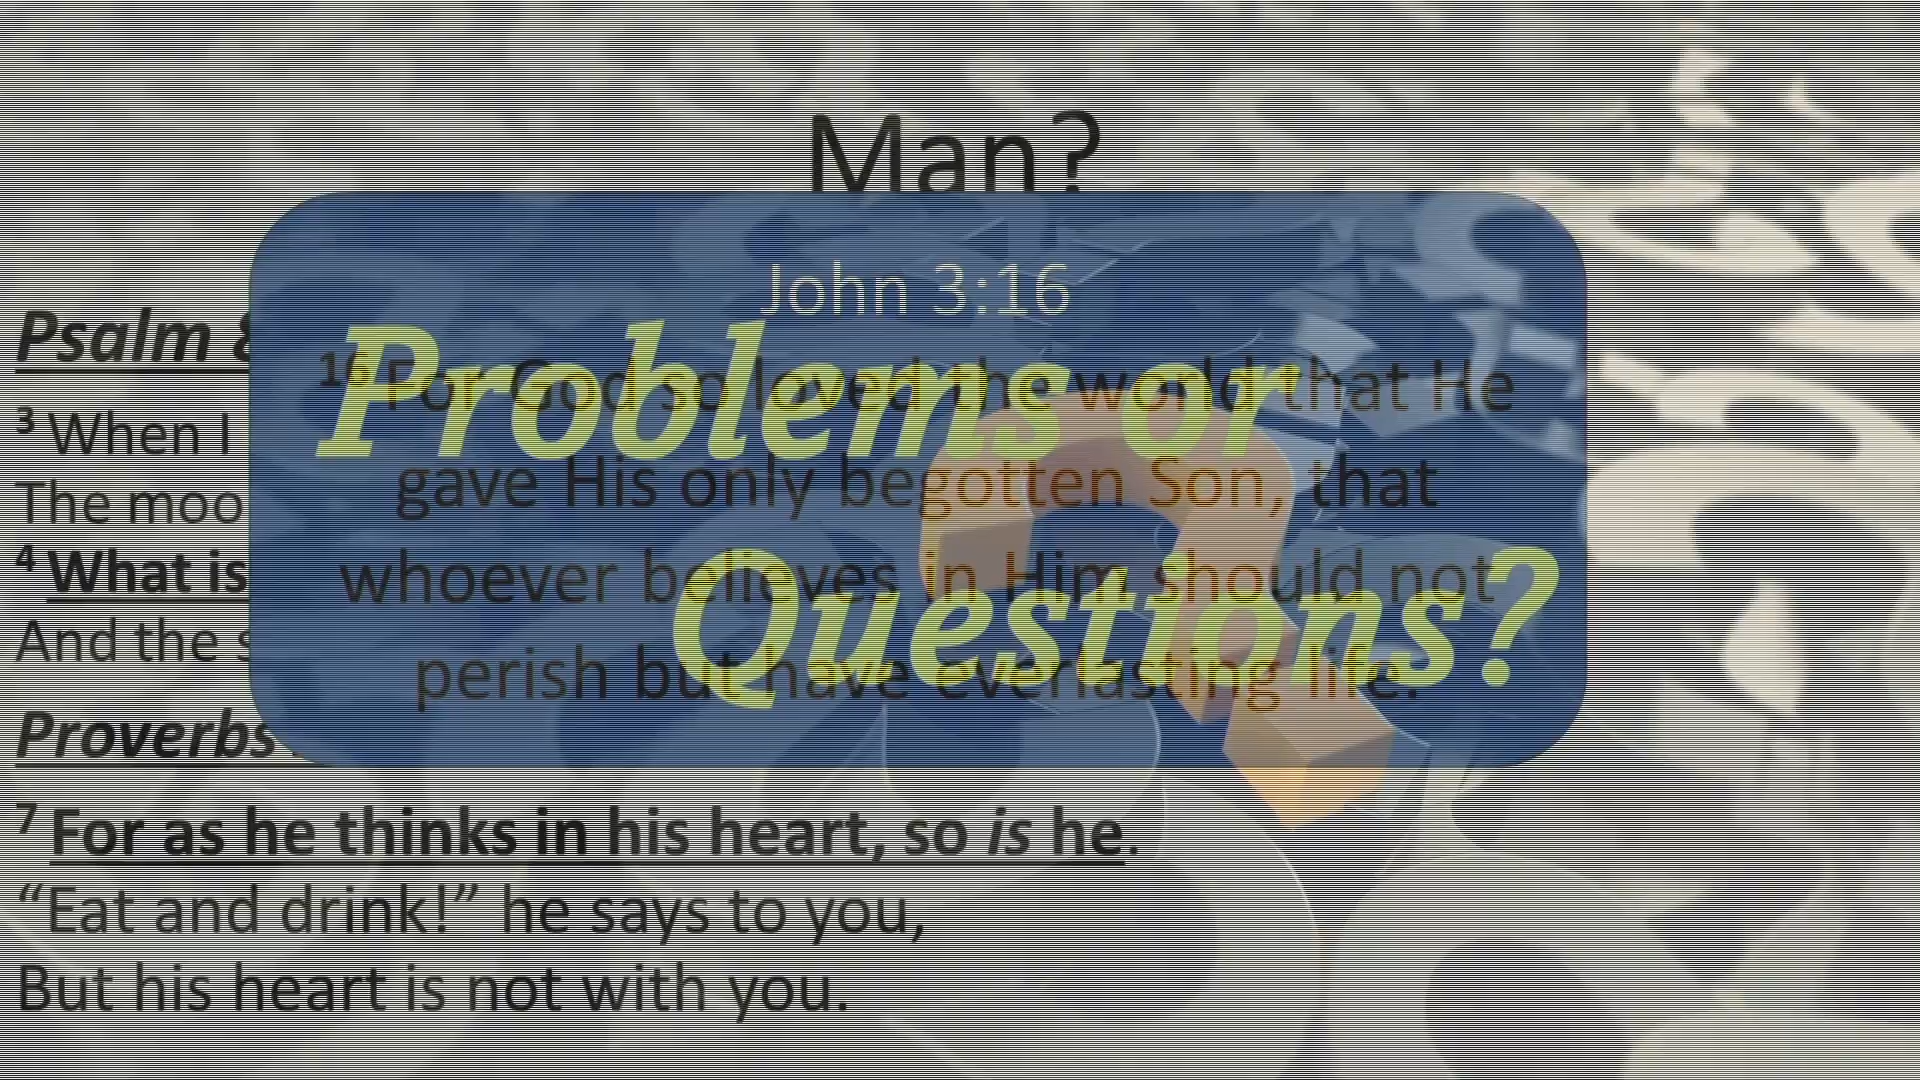 Man?
John 3:16
Problems or
Questions?
16 For God so loved the world that He
gave His only begotten Son, that
whoever believes in Him should not
perish but have everlasting life.
Psalm 8
3 When I
The moo
4 What is
And the s
Proverbs
7 For as he thinks in his heart, so is he.
“Eat and drink!” he says to you,
But his heart is not with you.